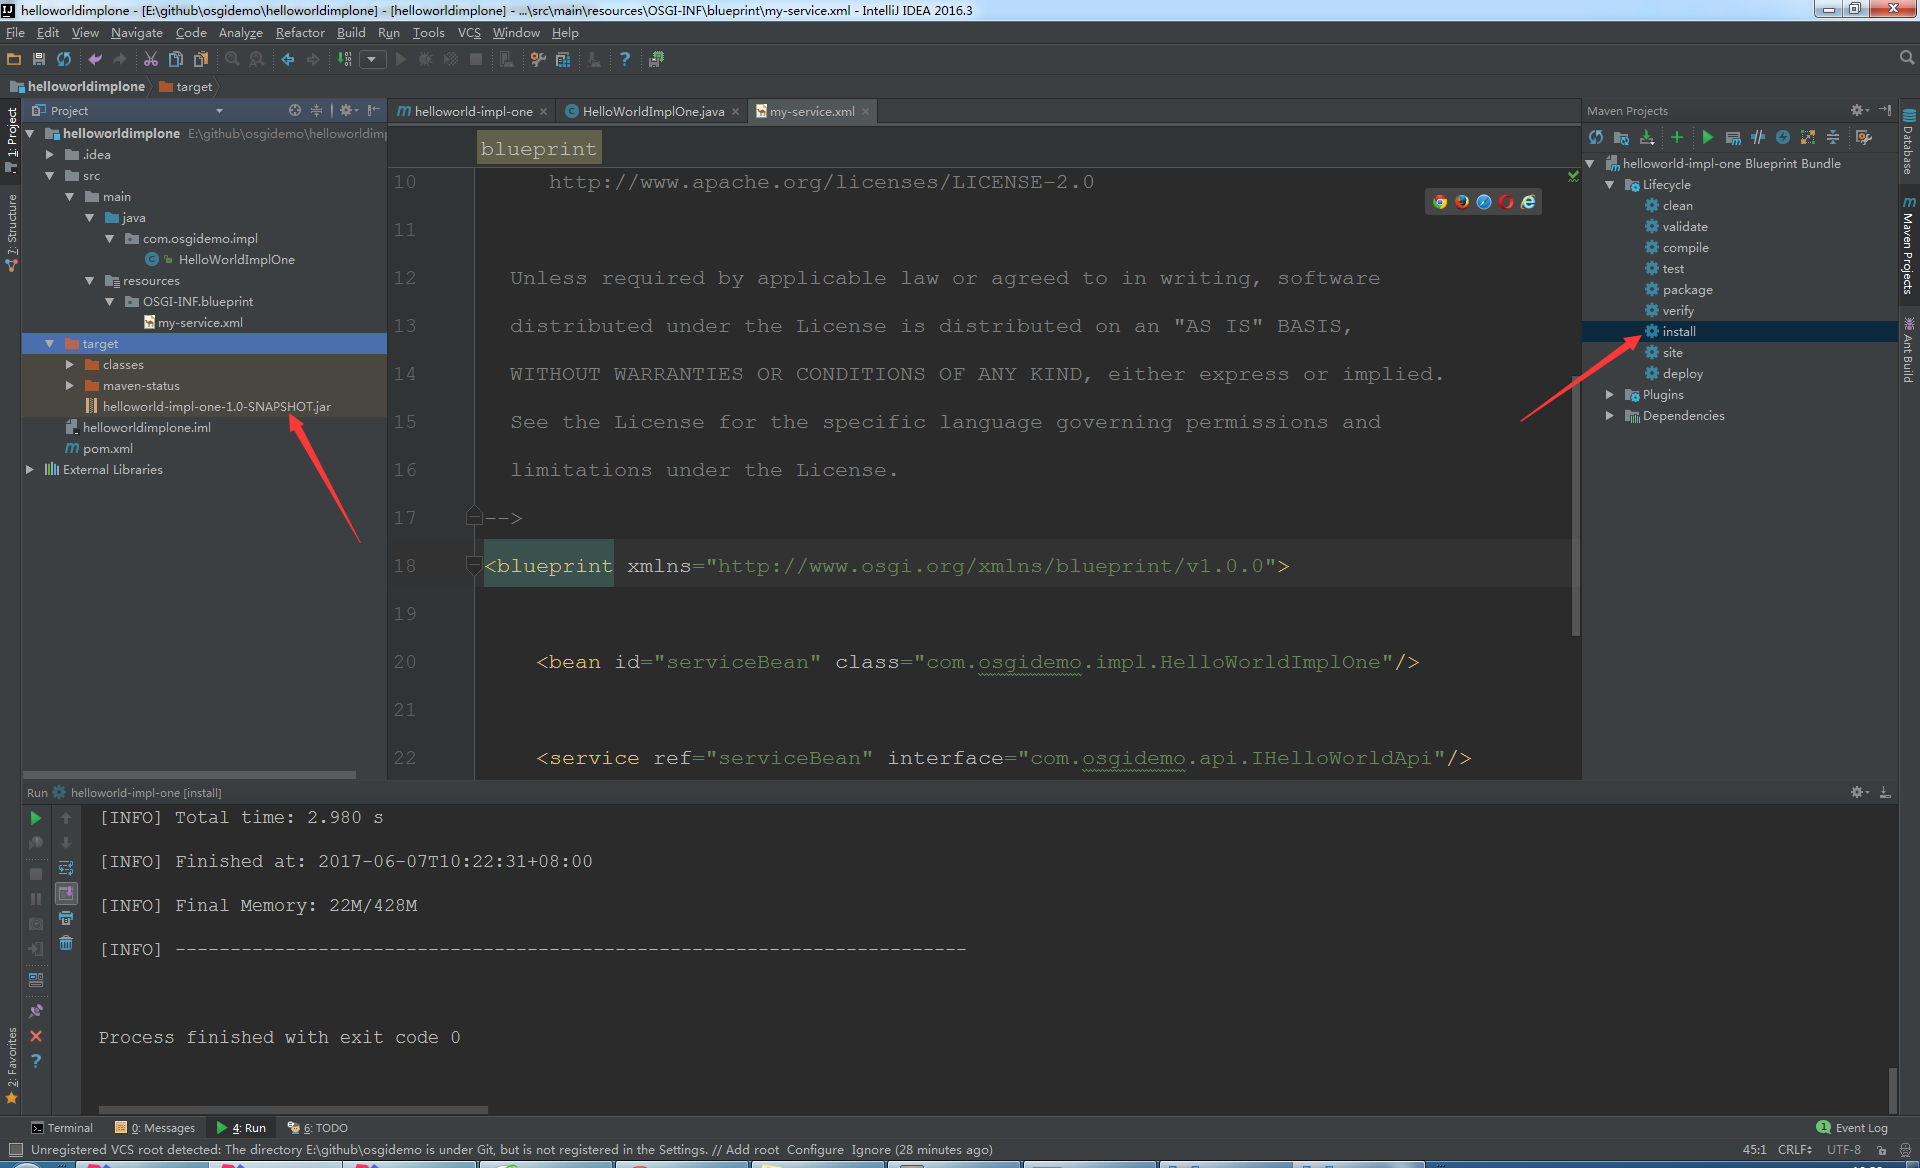 helloworldimplone - [E:\github\osgidemo\helloworldimplone] - [helloworldimplone] - ...\src\main\resources\OSGI-INF\blueprint\my-service.xml - IntelliJ IDEA 2016.3
File Edit View Navigate Code Analyze Refactor Build Run Tools VCS Window Help
helloworldimplone target
Project
helloworld-impl-one HelloWorldImplOne.java my-service.xml
Maven Projects
1: Project
7: Structure
2: Favorites
helloworldimplone E:\github\osgidemo\helloworldimp
.idea
src
main
java
com.osgidemo.impl
HelloWorldImplOne
resources
OSGI-INF.blueprint
my-service.xml
target
classes
maven-status
helloworld-impl-one-1.0-SNAPSHOT.jar
helloworldimplone.iml
pom.xml
External Libraries
blueprint
10 http://www.apache.org/licenses/LICENSE-2.0
11
12 Unless required by applicable law or agreed to in writing, software
13 distributed under the License is distributed on an "AS IS" BASIS,
14 WITHOUT WARRANTIES OR CONDITIONS OF ANY KIND, either express or implied.
15 See the License for the specific language governing permissions and
16 limitations under the License.
17 -->
18 <blueprint xmlns="http://www.osgi.org/xmlns/blueprint/v1.0.0">
19
20 <bean id="serviceBean" class="com.osgidemo.impl.HelloWorldImplOne"/>
21
22 <service ref="serviceBean" interface="com.osgidemo.api.IHelloWorldApi"/>
helloworld-impl-one Blueprint Bundle
Lifecycle
clean
validate
compile
test
package
verify
install
site
deploy
Plugins
Dependencies
Database
Maven Projects
Ant Build
Run helloworld-impl-one [install]
[INFO] Total time: 2.980 s
[INFO] Finished at: 2017-06-07T10:22:31+08:00
[INFO] Final Memory: 22M/428M
[INFO] ------------------------------------------------------------------------
Process finished with exit code 0
Terminal 0: Messages 4: Run 6: TODO
1 Event Log
Unregistered VCS root detected: The directory E:\github\osgidemo is under Git, but is not registered in the Settings. // Add root Configure Ignore (28 minutes ago)
45:1 CRLF UTF-8